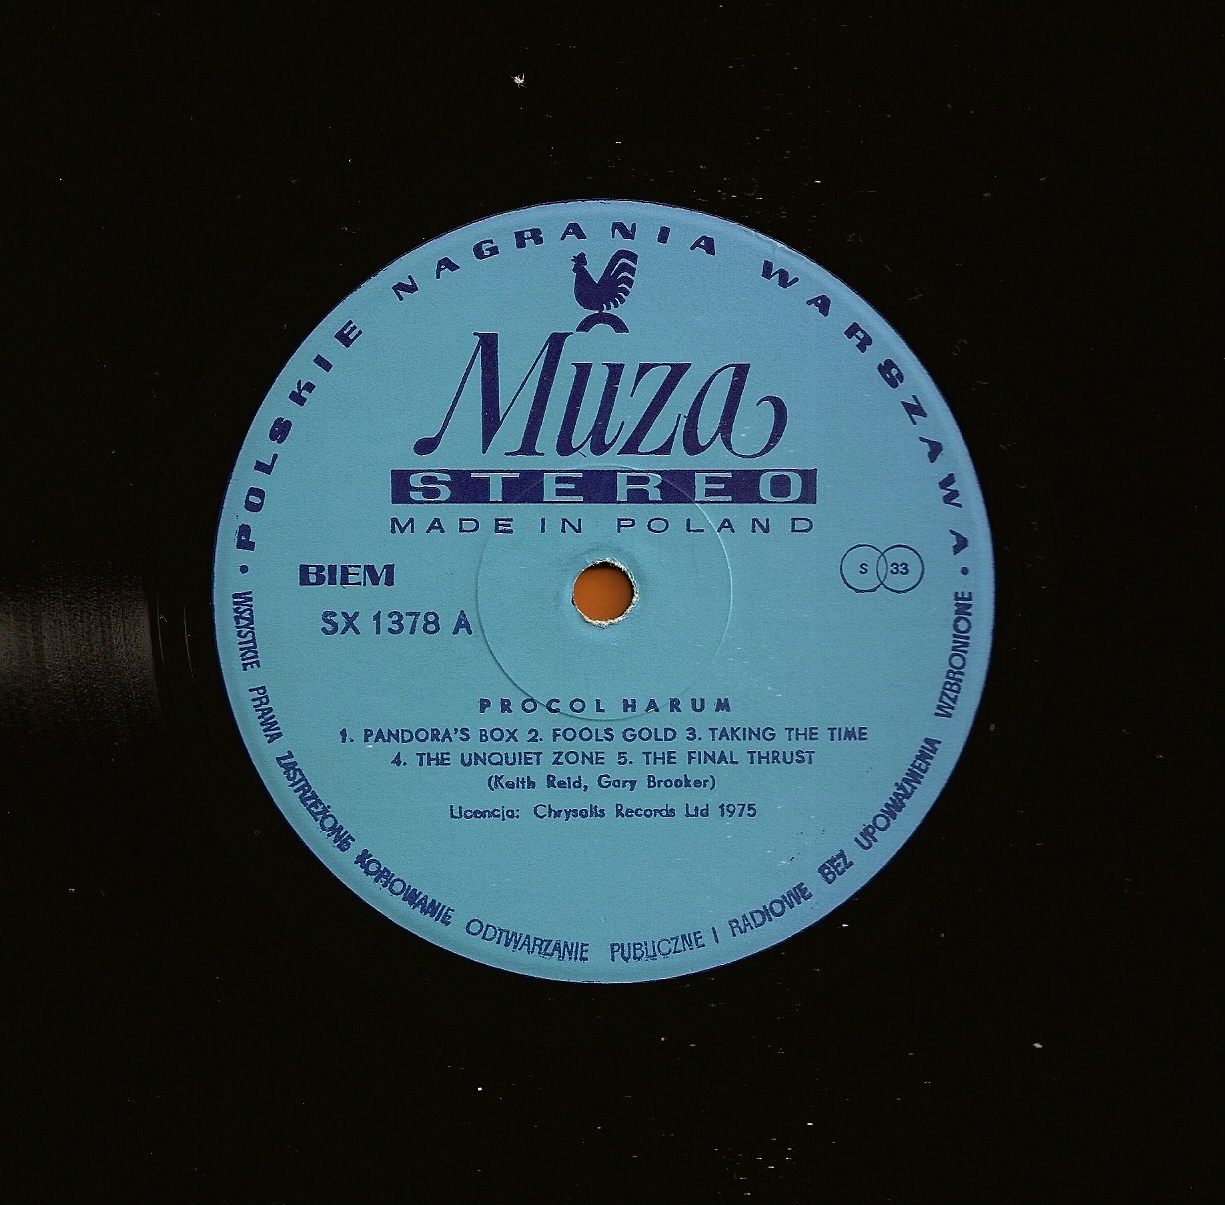 POLSKIE NAGRANIA WARSZAWA
Muza
STEREO
MADE IN POLAND
BIEM
S 33
SX 1378 A
PROCOL HARUM
1. PANDORA'S BOX 2. FOOLS GOLD 3. TAKING THE TIME
4. THE UNQUIET ZONE 5. THE FINAL THRUST
(Keith Reid, Gary Brooker)
Licencja: Chrysalis Records Ltd 1975
• WSZYSTKIE PRAWA ZASTRZEŻONE KOPIOWANIE ODTWARZANIE PUBLICZNE I RADIOWE BEZ UPOWAŻNIENIA WZBRONIONE •